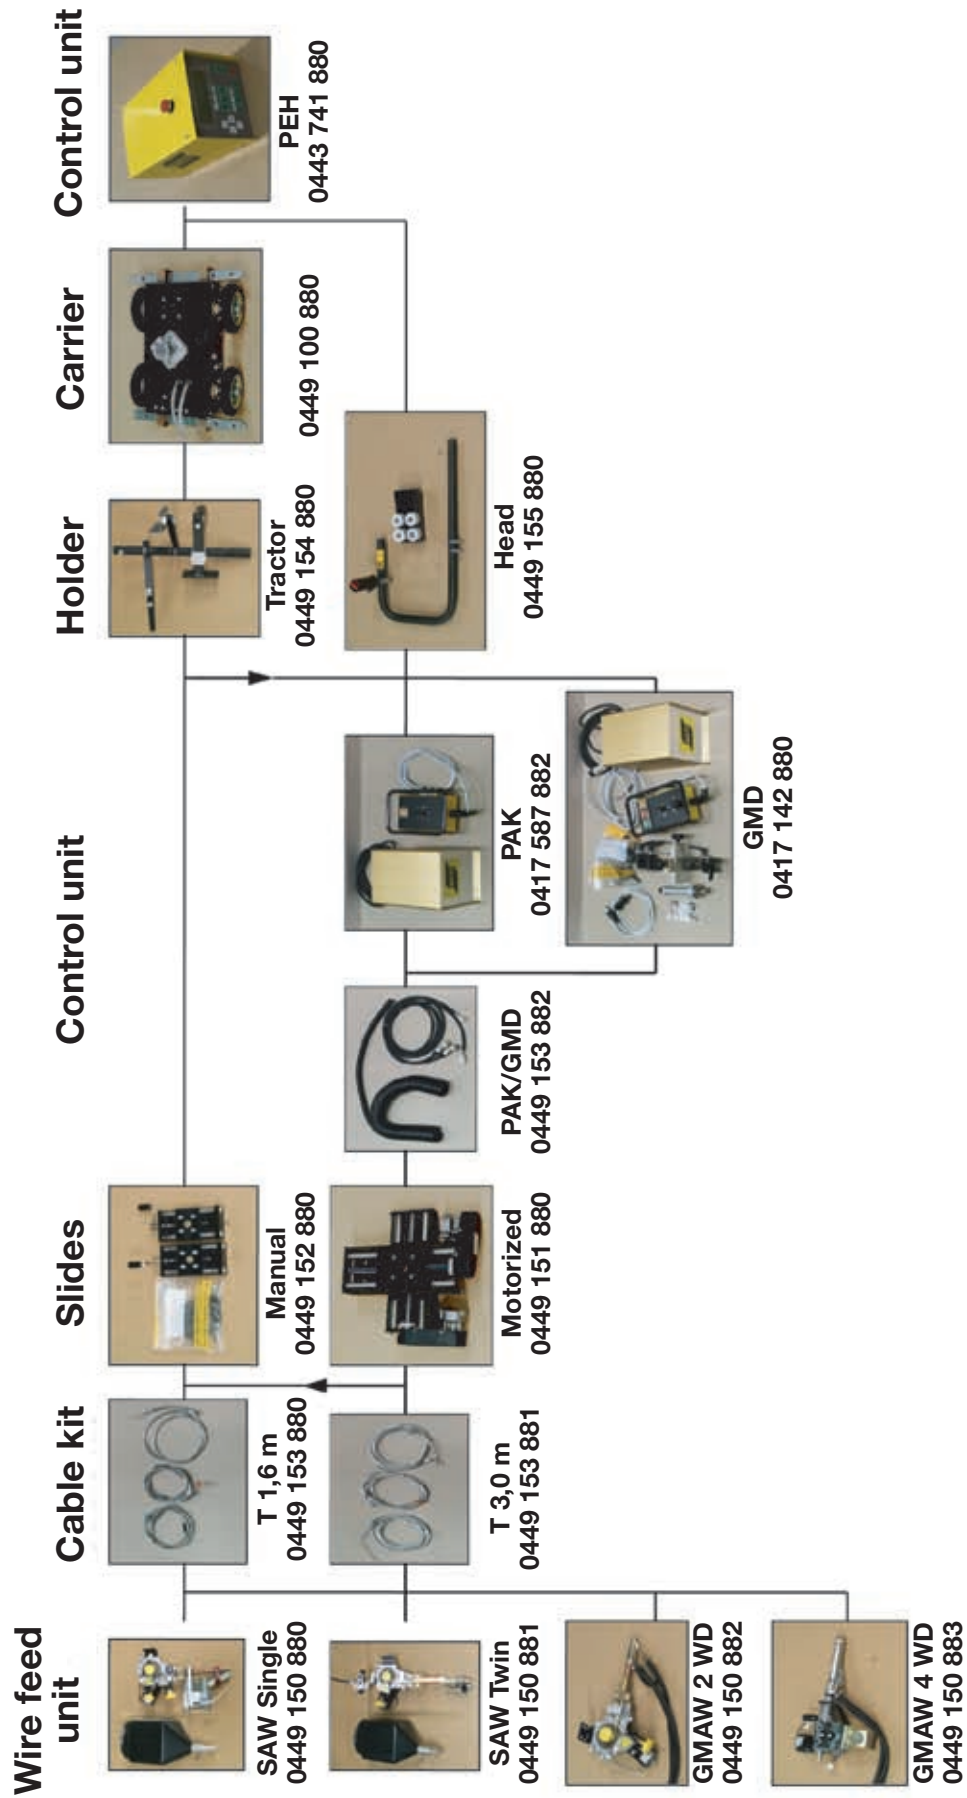 Wire feed
unit
Cable kit
Slides
Control unit
Holder
Carrier
Control unit
SAW Single
0449 150 880
T 1,6 m
0449 153 880
Manual
0449 152 880
Tractor
0449 154 880
0449 100 880
PEH
0443 741 880
SAW Twin
0449 150 881
T 3,0 m
0449 153 881
Motorized
0449 151 880
PAK/GMD
0449 153 882
PAK
0417 587 882
Head
0449 155 880
GMAW 2 WD
0449 150 882
GMD
0417 142 880
GMAW 4 WD
0449 150 883